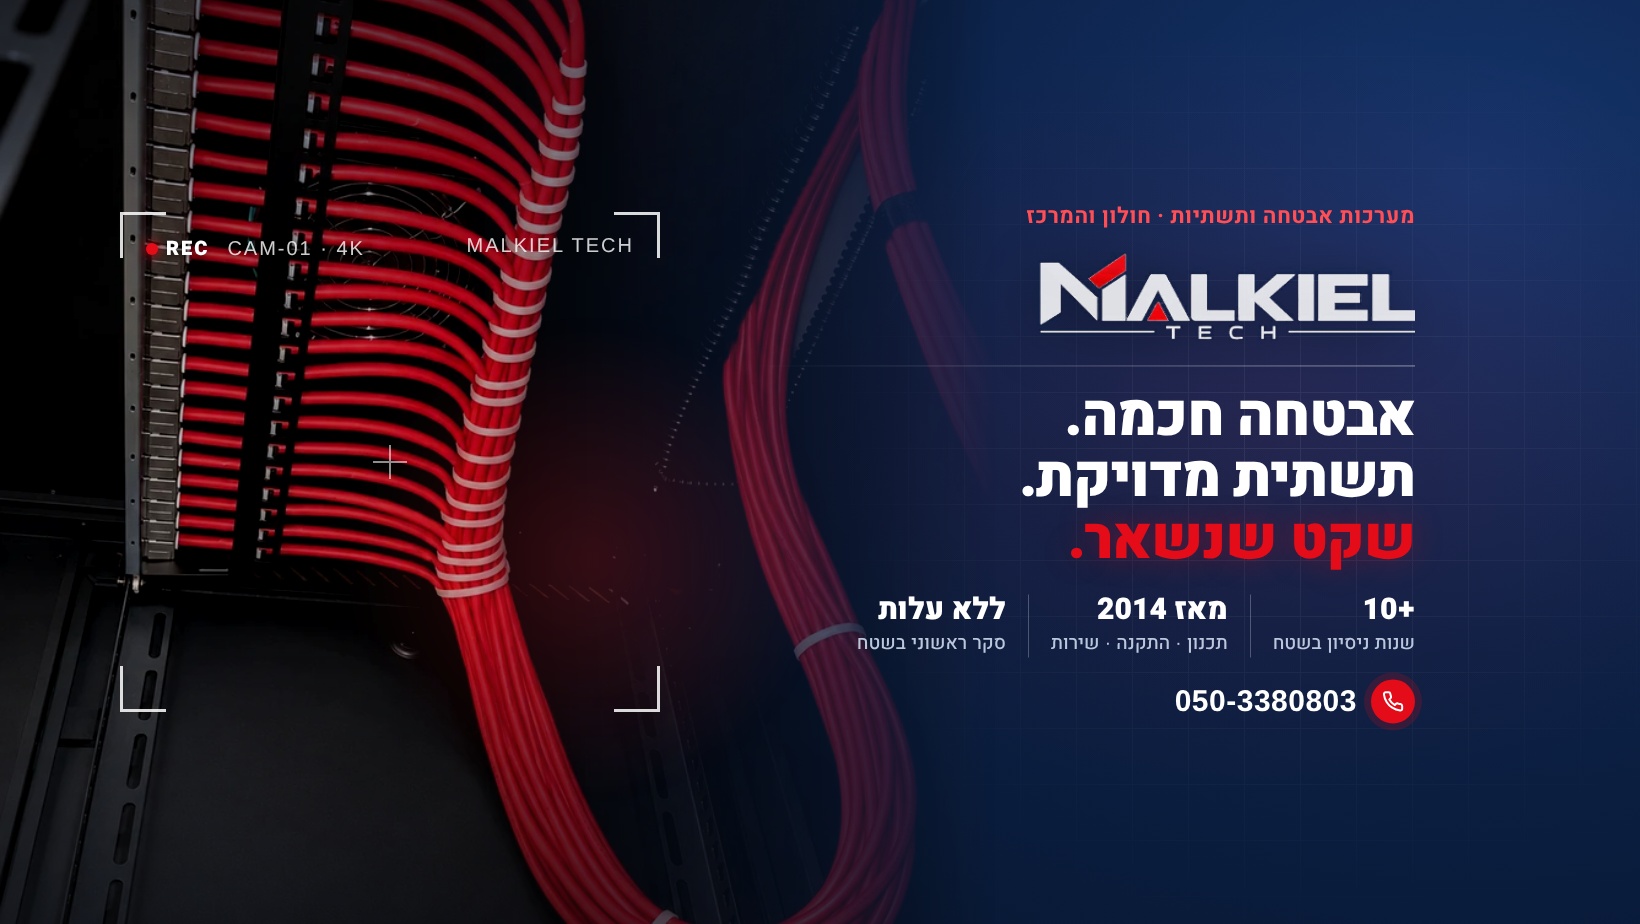 REC CAM-01 · 4K
MALKIEL TECH
מערכות אבטחה ותשתיות · חולון והמרכז
MALKIEL
TECH
אבטחה חכמה.
תשתית מדויקת.
שקט שנשאר.
10+
שנות ניסיון בשטח
מאז 2014
תכנון · התקנה · שירות
ללא עלות
סקר ראשוני בשטח
050-3380803